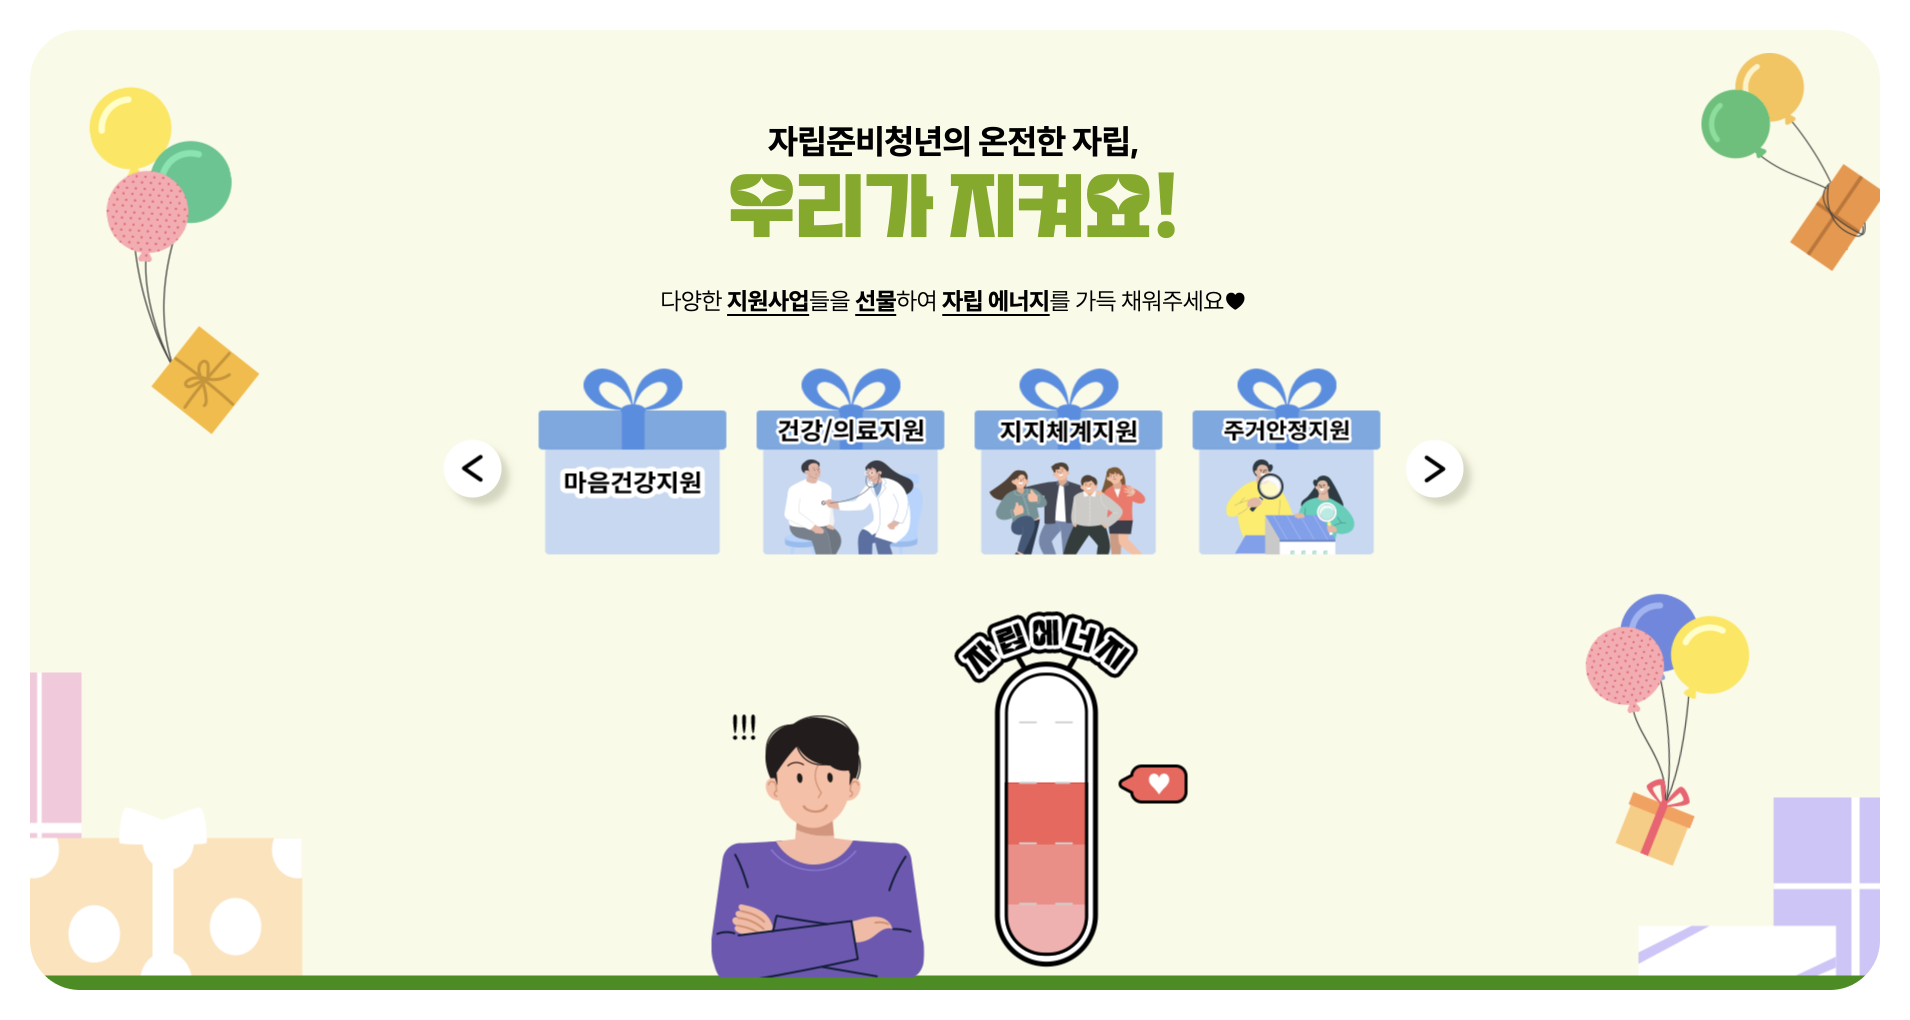 자립준비청년의 온전한 자립,
우리가 지켜요!
다양한 지원사업들을 선물하여 자립 에너지를 가득 채워주세요♥
마음건강지원
건강/의료지원
지지체계지원
주거안정지원
자립에너지
!!!